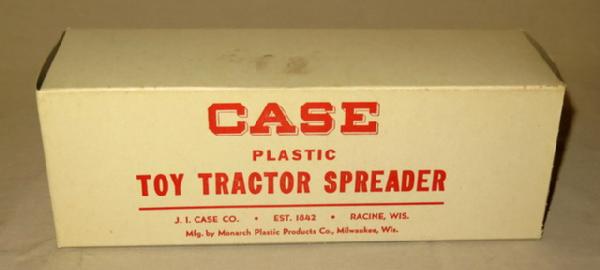 CASE
PLASTIC
TOY TRACTOR SPREADER
J. I. CASE CO. • EST. 1842 • RACINE, WIS.
Mfg. by Monarch Plastic Products Co., Milwaukee, Wis.